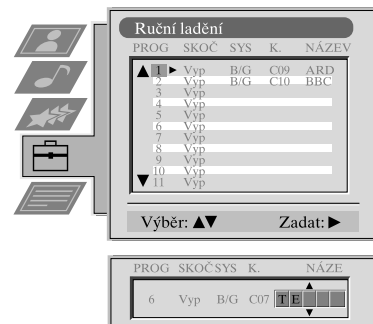 Ruční ladění
PROG SKOČ SYS K. NÁZEV
1 Vyp B/G C09 ARD
2 Vyp B/G C10 BBC
3 Vyp
4 Vyp
5 Vyp
6 Vyp
7 Vyp
8 Vyp
9 Vyp
10 Vyp
11 Vyp
Výběr: ▲▼ Zadat: ►
PROG SKOČ SYS K. NÁZE
6 Vyp B/G C07 T E